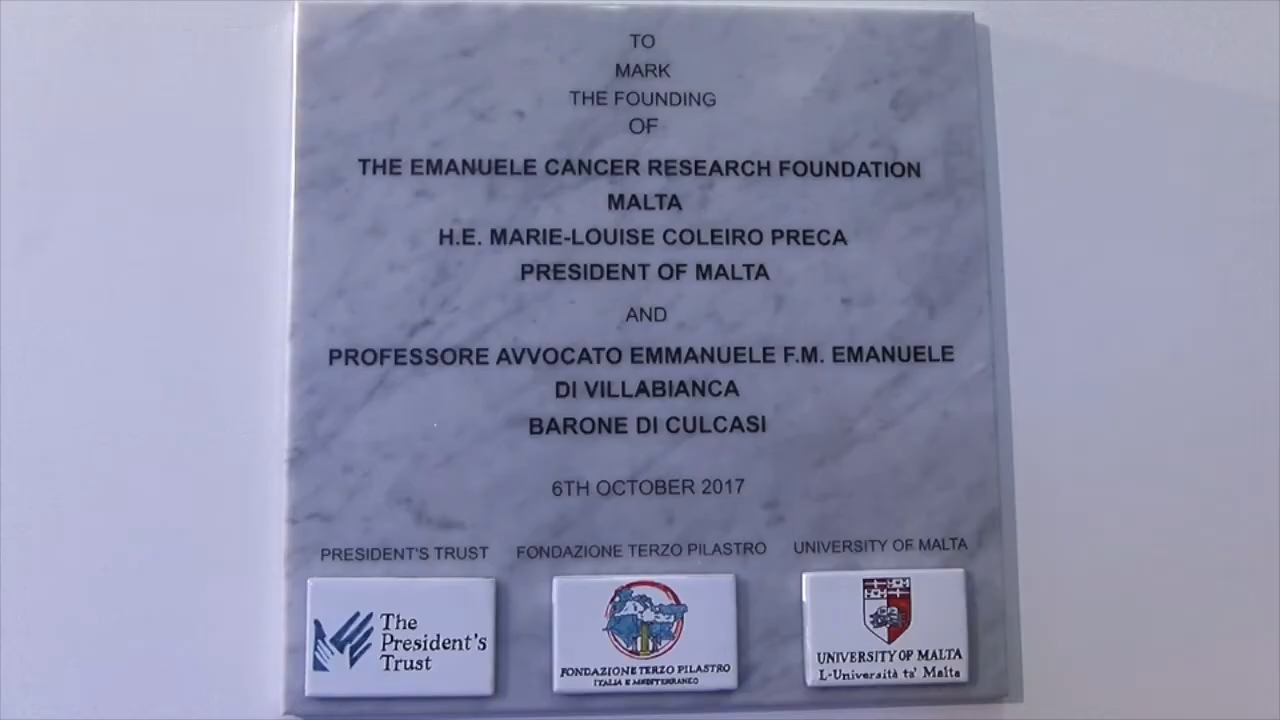 TO
MARK
THE FOUNDING
OF
THE EMANUELE CANCER RESEARCH FOUNDATION
MALTA
H.E. MARIE-LOUISE COLEIRO PRECA
PRESIDENT OF MALTA
AND
PROFESSORE AVVOCATO EMMANUELE F.M. EMANUELE
DI VILLABIANCA
BARONE DI CULCASI
6TH OCTOBER 2017
PRESIDENT'S TRUST
FONDAZIONE TERZO PILASTRO
UNIVERSITY OF MALTA
The
President's
Trust
FONDAZIONE TERZO PILASTRO
ITALIA E MEDITERRANEO
UNIVERSITY OF MALTA
L-Università ta' Malta